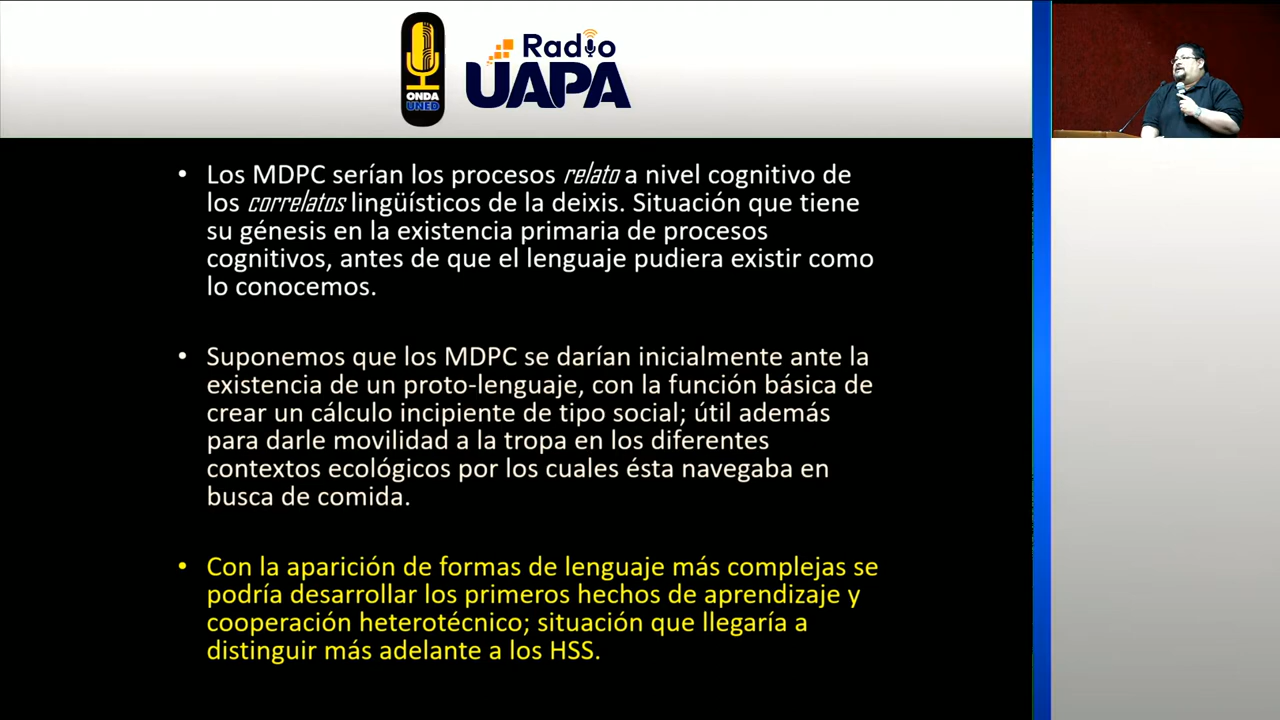 ONDA
UNED
Radio
UAPA
• Los MDPC serían los procesos relato a nivel cognitivo de
los correlatos lingüísticos de la deixis. Situación que tiene
su génesis en la existencia primaria de procesos
cognitivos, antes de que el lenguaje pudiera existir como
lo conocemos.
• Suponemos que los MDPC se darían inicialmente ante la
existencia de un proto-lenguaje, con la función básica de
crear un cálculo incipiente de tipo social; útil además
para darle movilidad a la tropa en los diferentes
contextos ecológicos por los cuales ésta navegaba en
busca de comida.
• Con la aparición de formas de lenguaje más complejas se
podría desarrollar los primeros hechos de aprendizaje y
cooperación heterotécnico; situación que llegaría a
distinguir más adelante a los HSS.